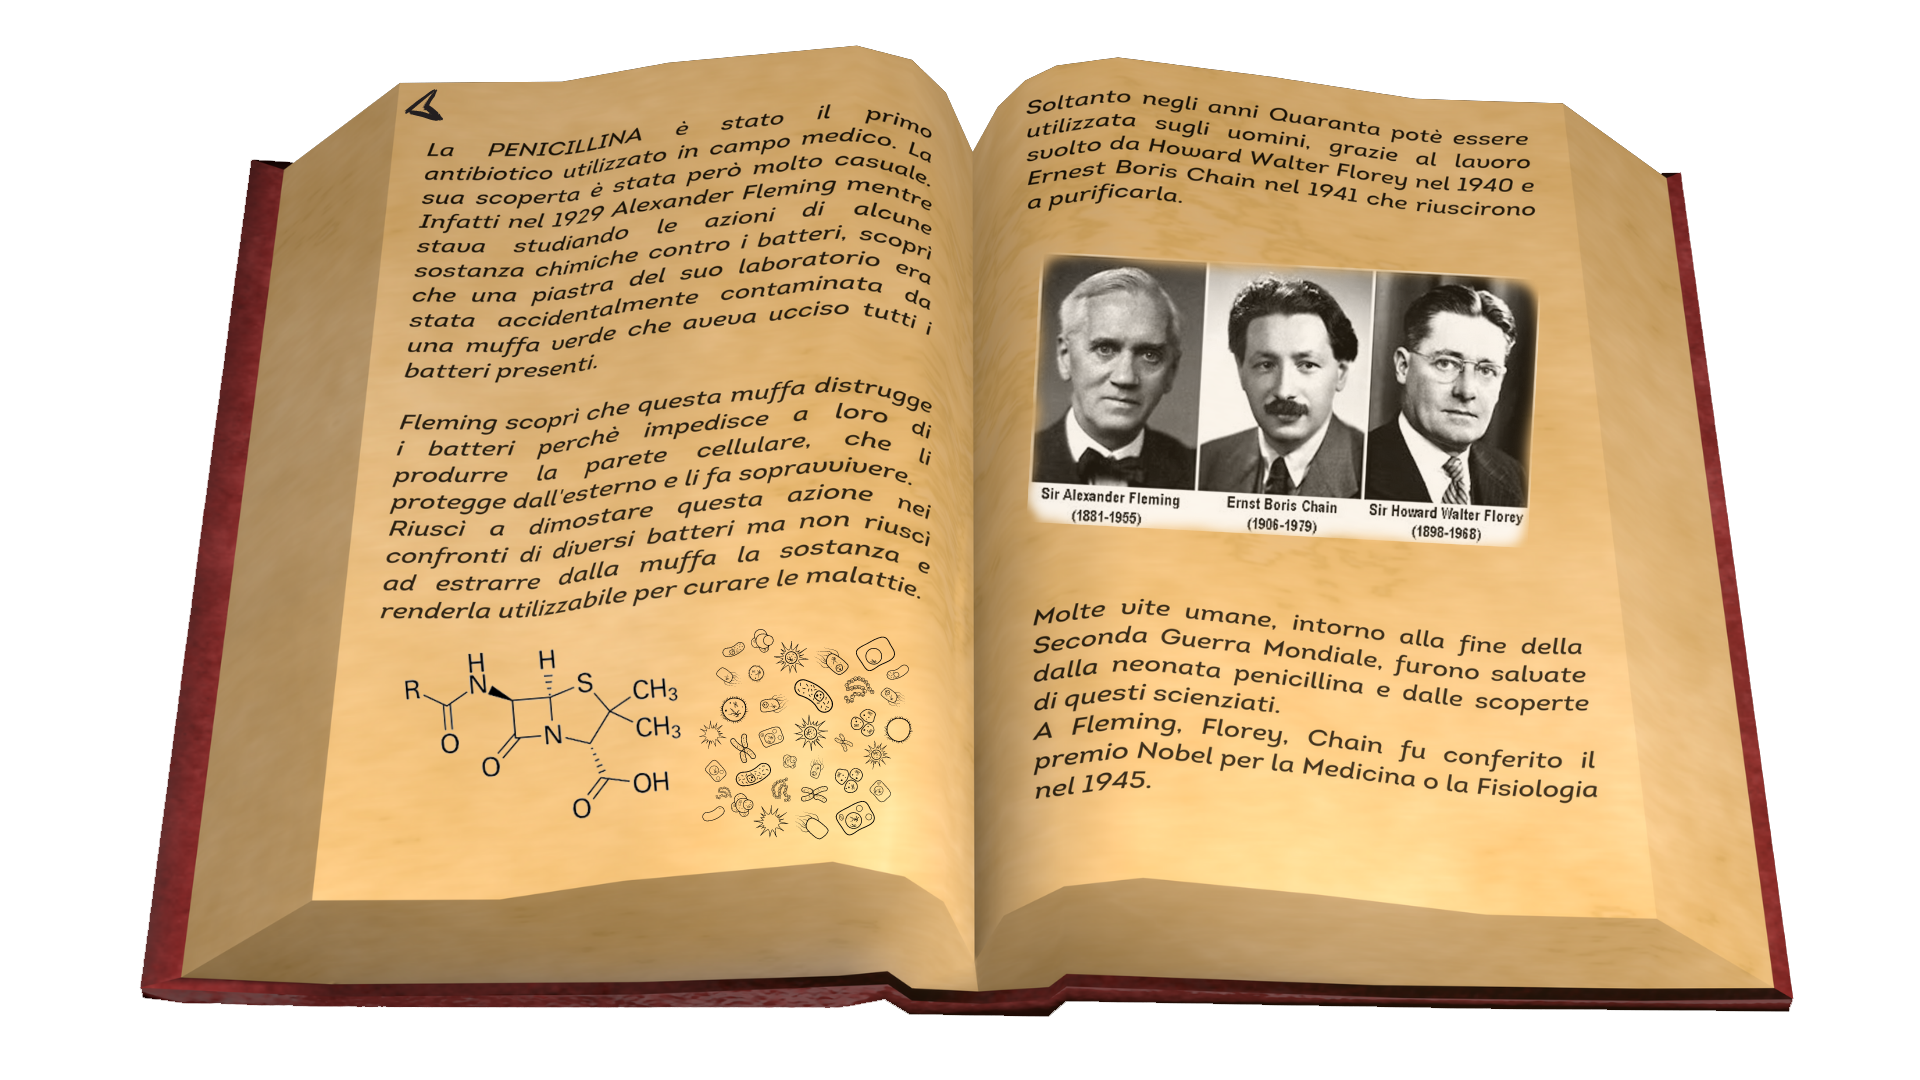 La PENICILLINA è stato il primo
antibiotico utilizzato in campo medico. La
sua scoperta è stata però molto casuale.
Infatti nel 1929 Alexander Fleming mentre
stava studiando le azioni di alcune
sostanza chimiche contro i batteri, scoprì
che una piastra del suo laboratorio era
stata accidentalmente contaminata da
una muffa verde che aveva ucciso tutti i
batteri presenti.
Fleming scoprì che questa muffa distrugge
i batteri perchè impedisce a loro di
produrre la parete cellulare, che li
protegge dall'esterno e li fa sopravvivere.
Riuscì a dimostare questa azione nei
confronti di diversi batteri ma non riuscì
ad estrarre dalla muffa la sostanza e
renderla utilizzabile per curare le malattie.
H H
R N S CH₃
CH₃
O N
O
OH
O
Soltanto negli anni Quaranta potè essere
utilizzata sugli uomini, grazie al lavoro
svolto da Howard Walter Florey nel 1940 e
Ernest Boris Chain nel 1941 che riuscirono
a purificarla.
Sir Alexander Fleming
(1881-1955)
Ernst Boris Chain
(1906-1979)
Sir Howard Walter Florey
(1898-1968)
Molte vite umane, intorno alla fine della
Seconda Guerra Mondiale, furono salvate
dalla neonata penicillina e dalle scoperte
di questi scienziati.
A Fleming, Florey, Chain fu conferito il
premio Nobel per la Medicina o la Fisiologia
nel 1945.